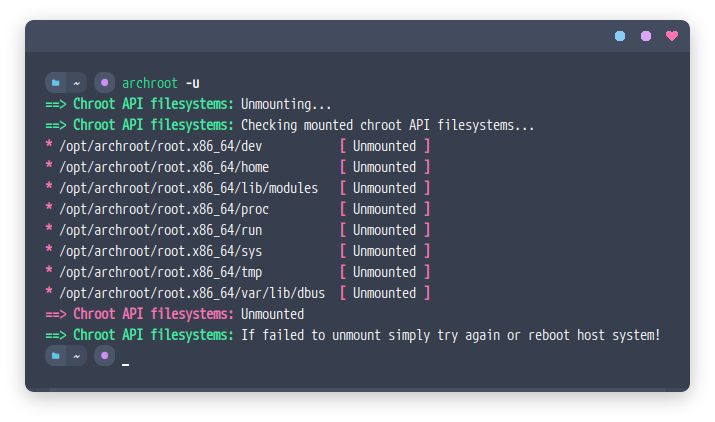 ~ archroot -u
==> Chroot API filesystems: Unmounting...
==> Chroot API filesystems: Checking mounted chroot API filesystems...
* /opt/archroot/root.x86_64/dev [ Unmounted ]
* /opt/archroot/root.x86_64/home [ Unmounted ]
* /opt/archroot/root.x86_64/lib/modules [ Unmounted ]
* /opt/archroot/root.x86_64/proc [ Unmounted ]
* /opt/archroot/root.x86_64/run [ Unmounted ]
* /opt/archroot/root.x86_64/sys [ Unmounted ]
* /opt/archroot/root.x86_64/tmp [ Unmounted ]
* /opt/archroot/root.x86_64/var/lib/dbus [ Unmounted ]
==> Chroot API filesystems: Unmounted
==> Chroot API filesystems: If failed to unmount simply try again or reboot host system!
~ _